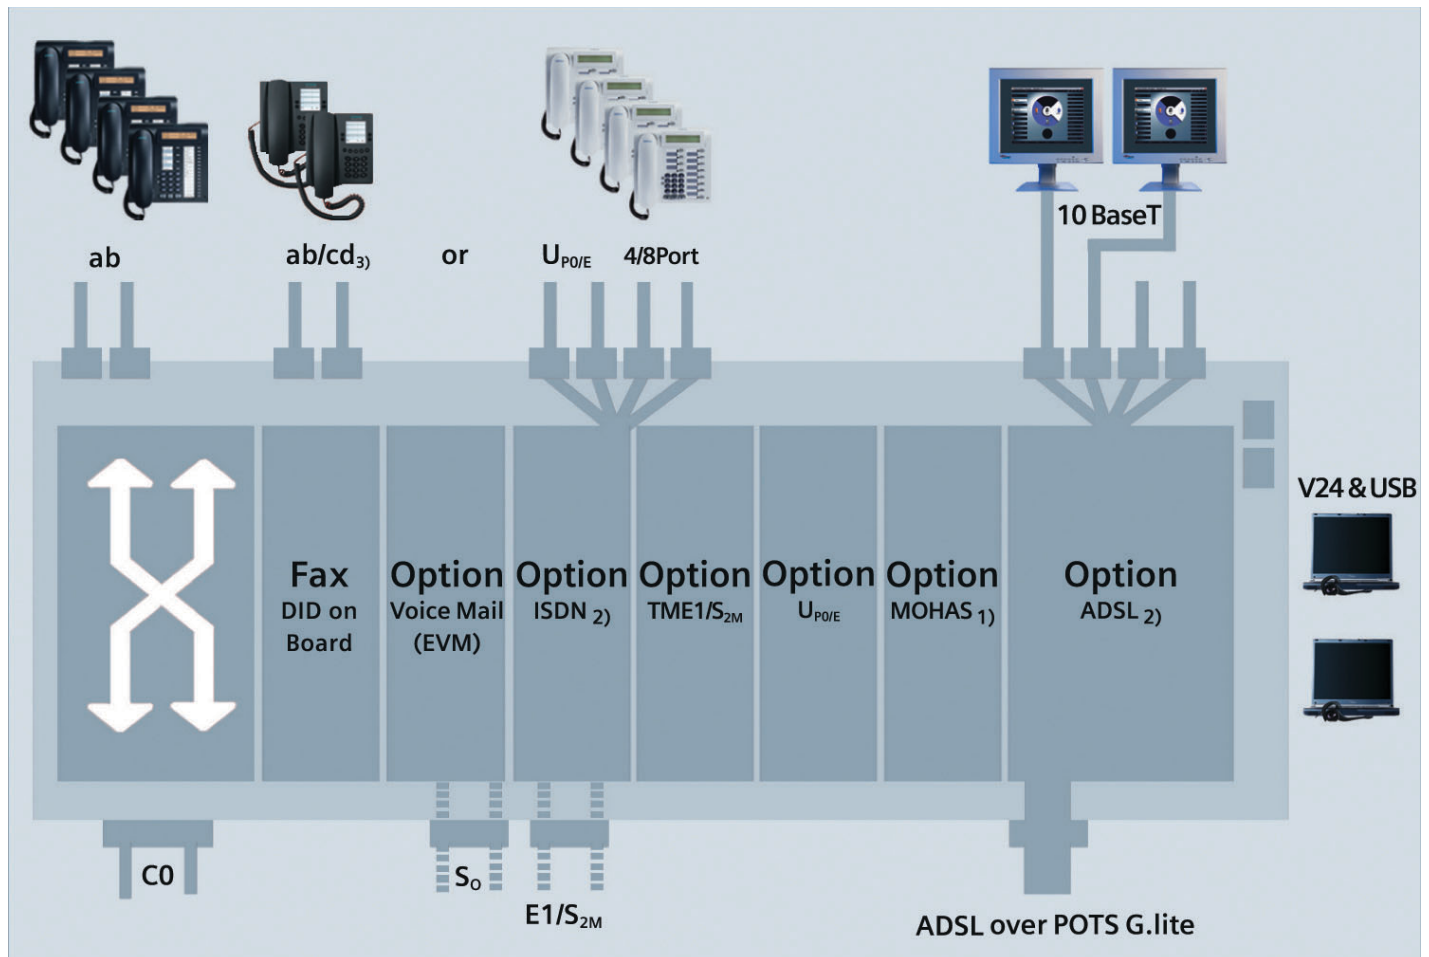 10 BaseT
ab
ab/cd3)
or
UP0/E
4/8Port
V24 & USB
Fax
DID on
Board
Option
Voice Mail
(EVM)
Option
ISDN 2)
Option
TME1/S2M
Option
UP0/E
Option
MOHAS 1)
Option
ADSL 2)
C0
SO
E1/S2M
ADSL over POTS G.lite